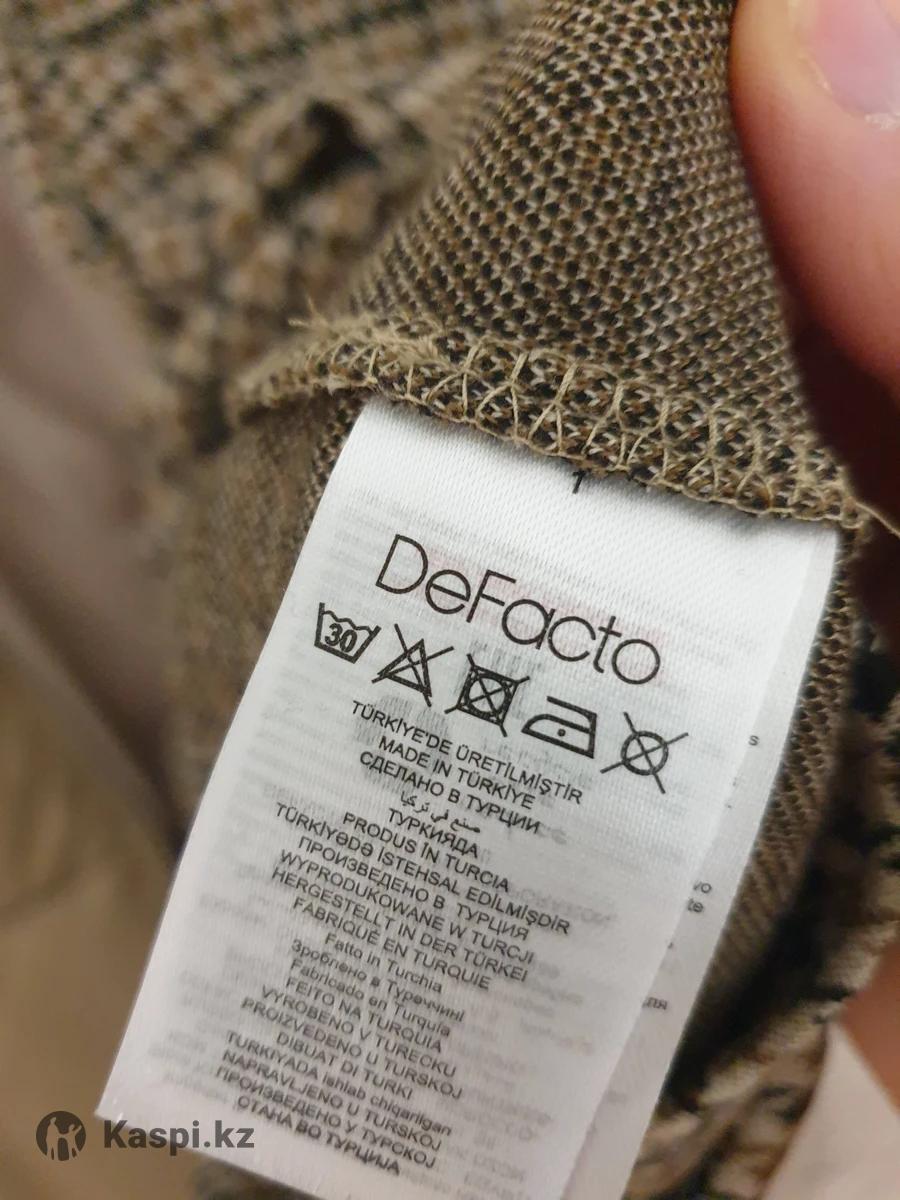 DeFacto
30
TÜRKİYE'DE ÜRETİLMİŞTİR
MADE IN TÜRKİYE
СДЕЛАНО В ТУРЦИИ
صنع في تركيا
ТУРКИЯДА
PRODUS ÎN TURCIA
TÜRKİYƏDƏ İSTEHSAL EDİLMİŞDIR
ПРОИЗВЕДЕНО В ТУРЦИЯ
WYPRODUKOWANE W TURCJI
HERGESTELLT IN DER TÜRKEI
FABRIQUÉ EN TURQUIE
Fatto in Turchia
Зроблено в Туреччині
Fabricado en Turquía
FEITO NA TURQUIA
VYROBENO V TURECKU
PROIZVEDENO U TURSKOJ
DIBUAT DI TURKI
TURKIYADA ishlab chiqarilgan
NAPRAVLJENO U TURSKOJ
ПРОИЗВЕДЕНО У ТУРСКОЈ
СТАНА ВО ТУРЦИЈА
Kaspi.kz